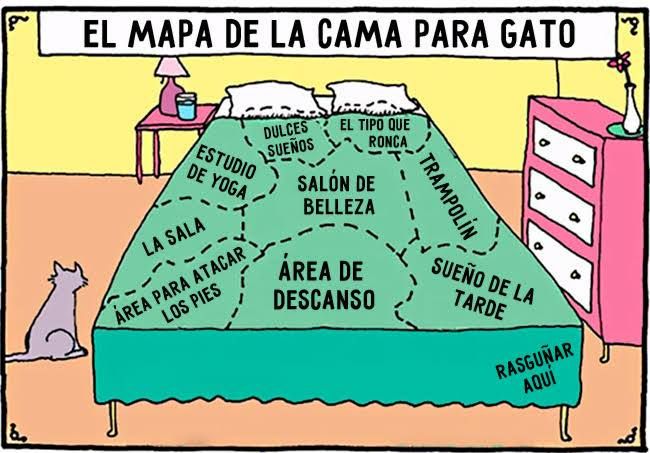 EL MAPA DE LA CAMA PARA GATO
DULCES
SUEÑOS
EL TIPO QUE
RONCA
ESTUDIO
DE YOGA
SALÓN DE
BELLEZA
TRAMPOLÍN
LA SALA
ÁREA PARA ATACAR
LOS PIES
ÁREA DE
DESCANSO
SUEÑO DE LA
TARDE
RASGUÑAR
AQUÍ